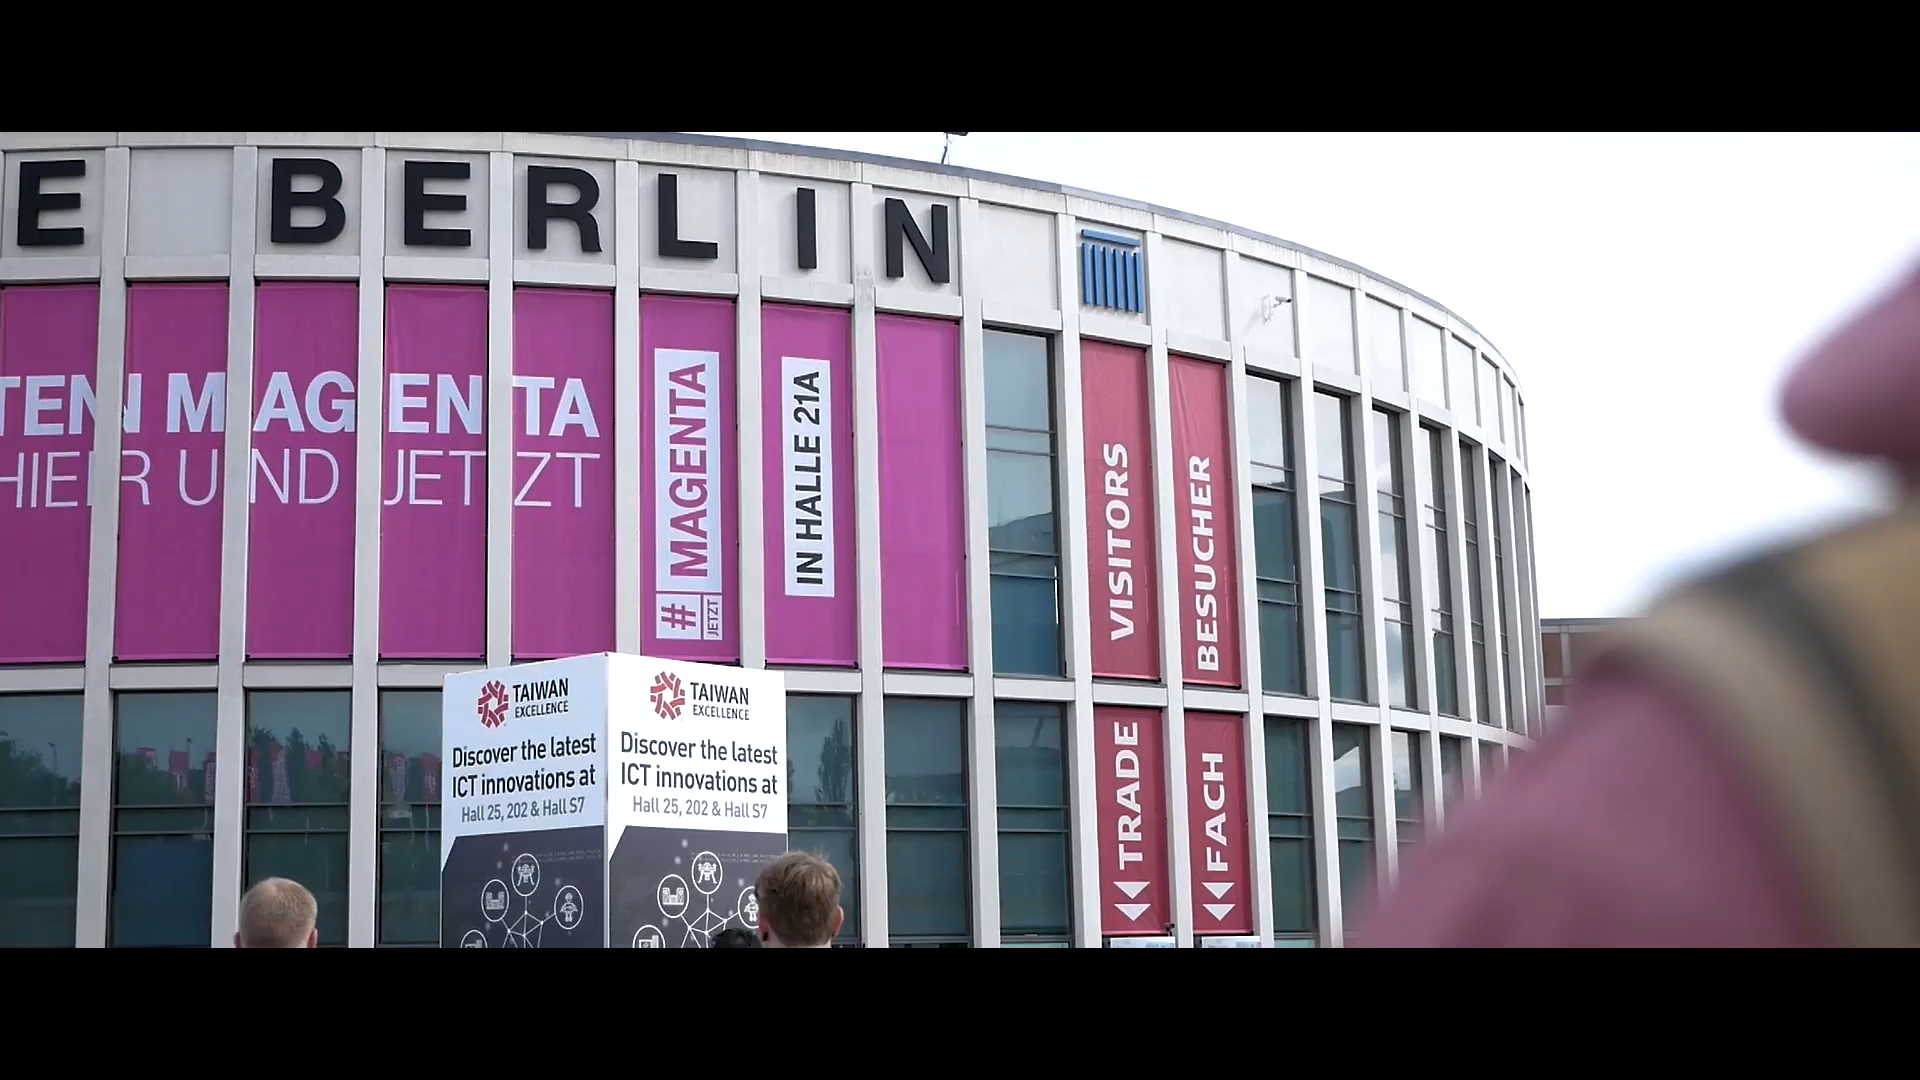 E BERLIN
TEN MAGENTA
HIER UND JETZT
#MAGENTA
JETZT
IN HALLE 21A
VISITORS
BESUCHER
TRADE
FACH
TAIWAN
EXCELLENCE
Discover the latest
ICT innovations at
Hall 25, 202 & Hall S7
TAIWAN
EXCELLENCE
Discover the latest
ICT innovations at
Hall 25, 202 & Hall S7